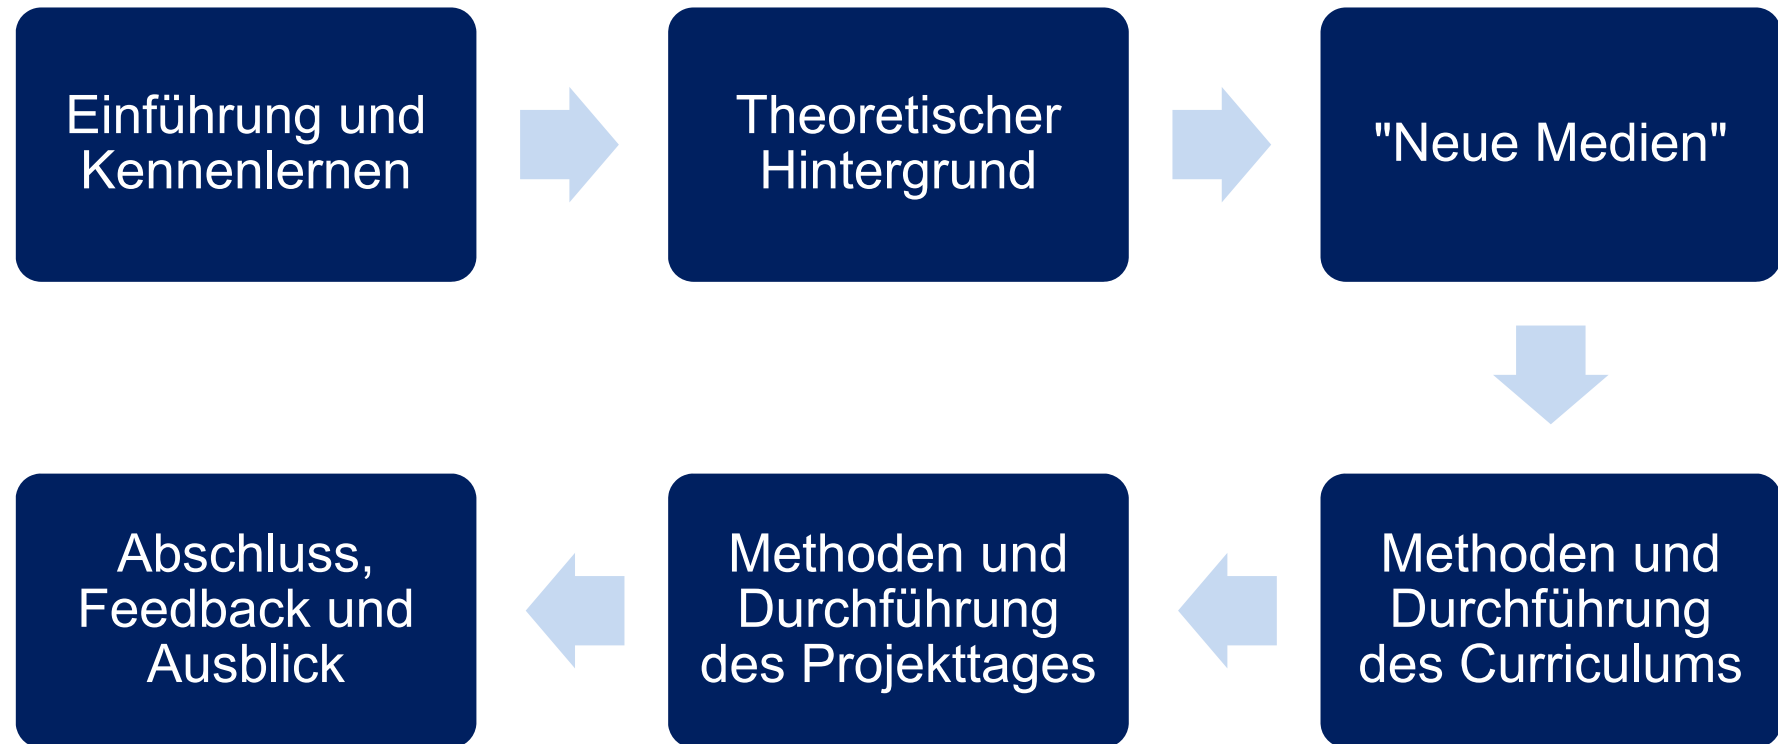 Einführung und
Kennenlernen
Theoretischer
Hintergrund
"Neue Medien"
Methoden und
Durchführung
des Curriculums
Methoden und
Durchführung
des Projekttages
Abschluss,
Feedback und
Ausblick